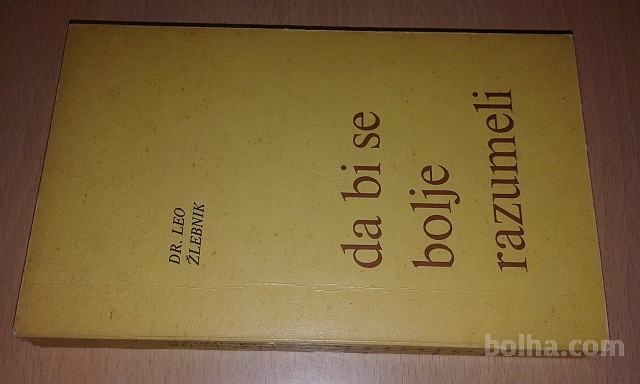 DR. LEO
ŽLEBNIK
da bi se
bolje
razumeli
bolha.com